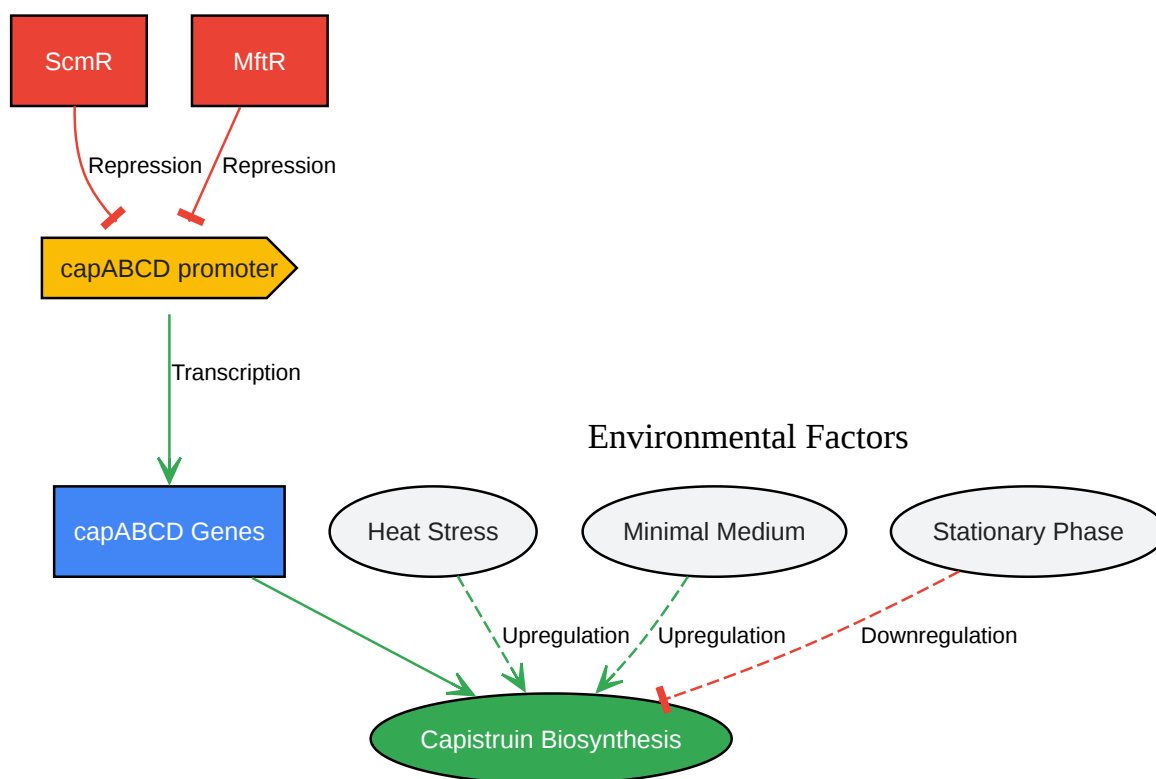 ScmR
MftR
Repression
Repression
capABCD promoter
Transcription
Environmental Factors
capABCD Genes
Heat Stress
Minimal Medium
Stationary Phase
Upregulation
Upregulation
Downregulation
Capistruin Biosynthesis